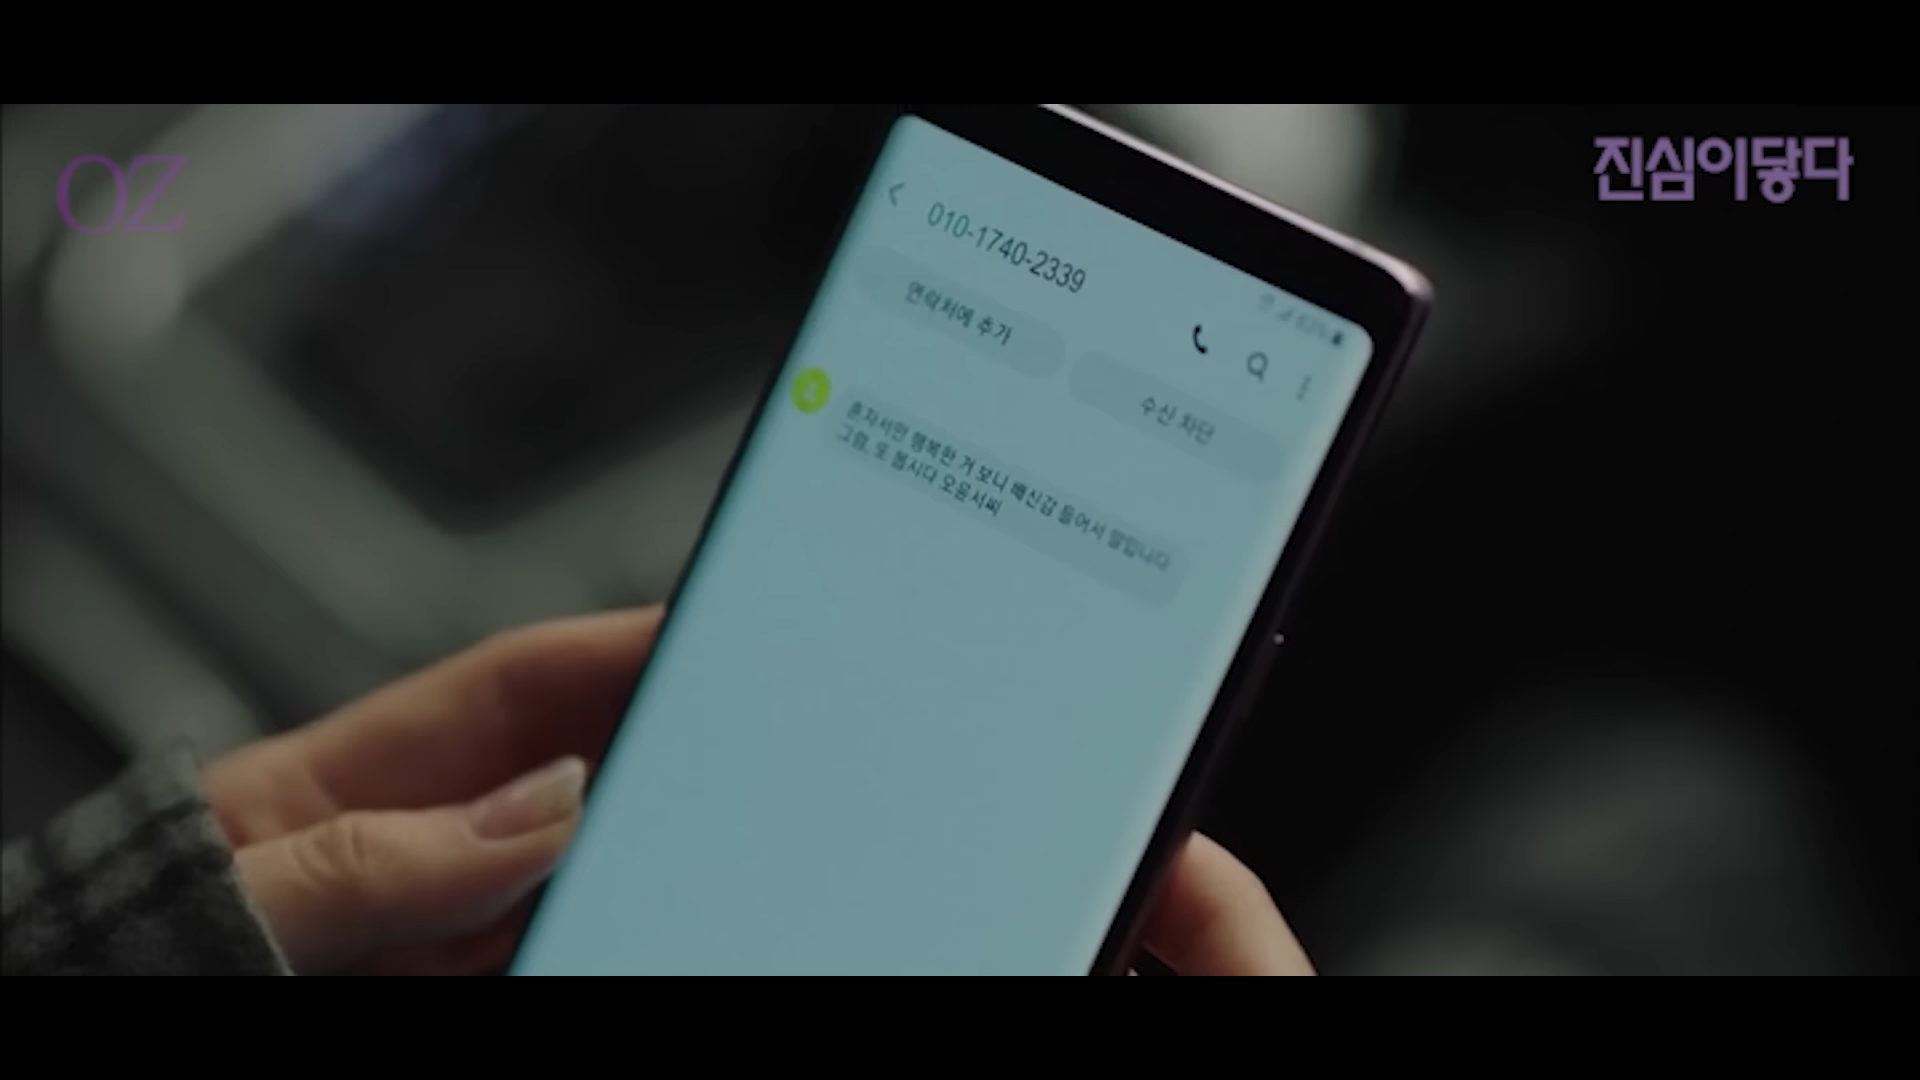 OZ
진심이닿다
010-1740-2339
연락처에 추가
수신 차단
혼자서만 행복한 거 보니 배신감 들어서 말입니다
그럼, 또 봅시다 오윤서씨